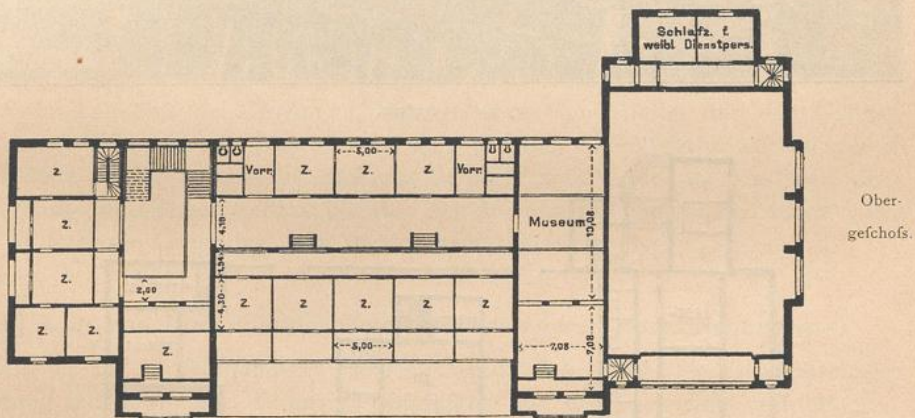 Schlafz. f.
weibl. Dienstpers.
Vorr.
Z.
5,00
Z.
Z.
Vorr.
Z.
Z.
4,18
Museum
13,08
Ober-
geſchoſs.
Z.
1,54
2,00
4,30
Z.
Z.
Z.
Z.
Z
Z.
Z.
Z.
5,00
7,08
7,08